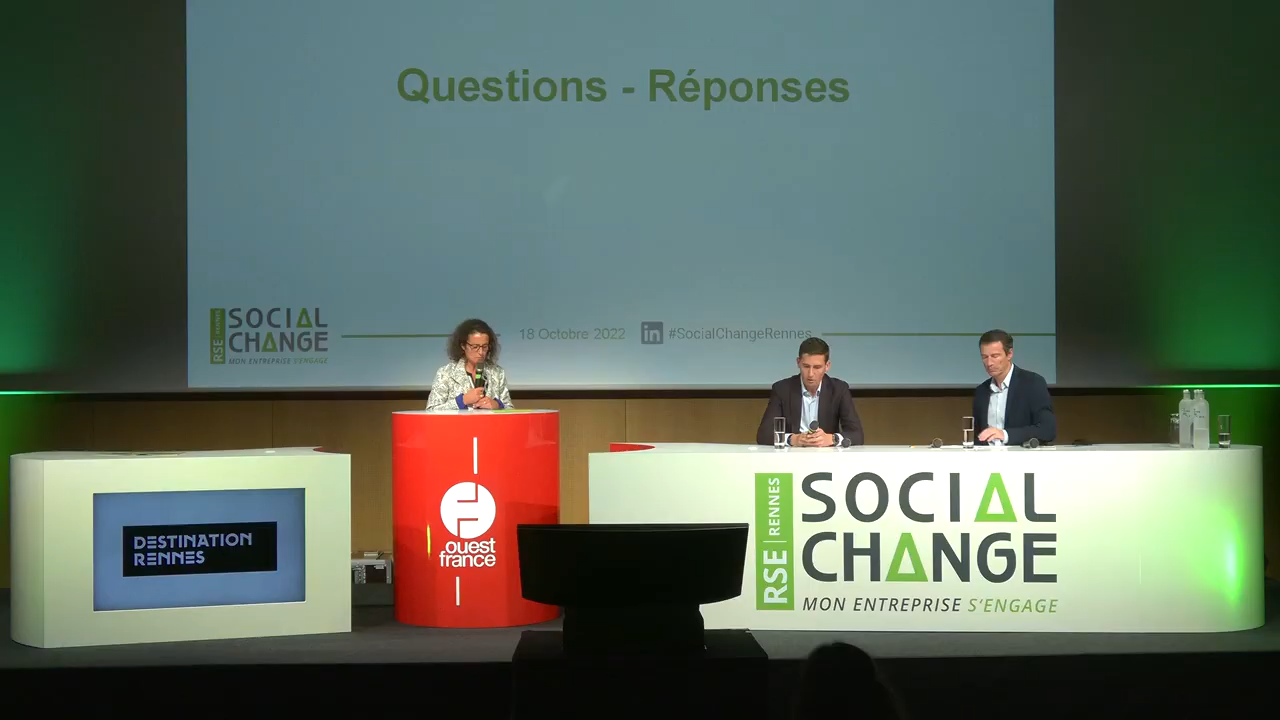 Questions - Réponses
RSE RENNES
SOCIAL
CHANGE
MON ENTREPRISE S'ENGAGE
18 Octobre 2022 in #SocialChangeRennes
DESTINATION
RENNES
ouest
france
RSE | RENNES
SOCIAL
CHANGE
MON ENTREPRISE S'ENGAGE